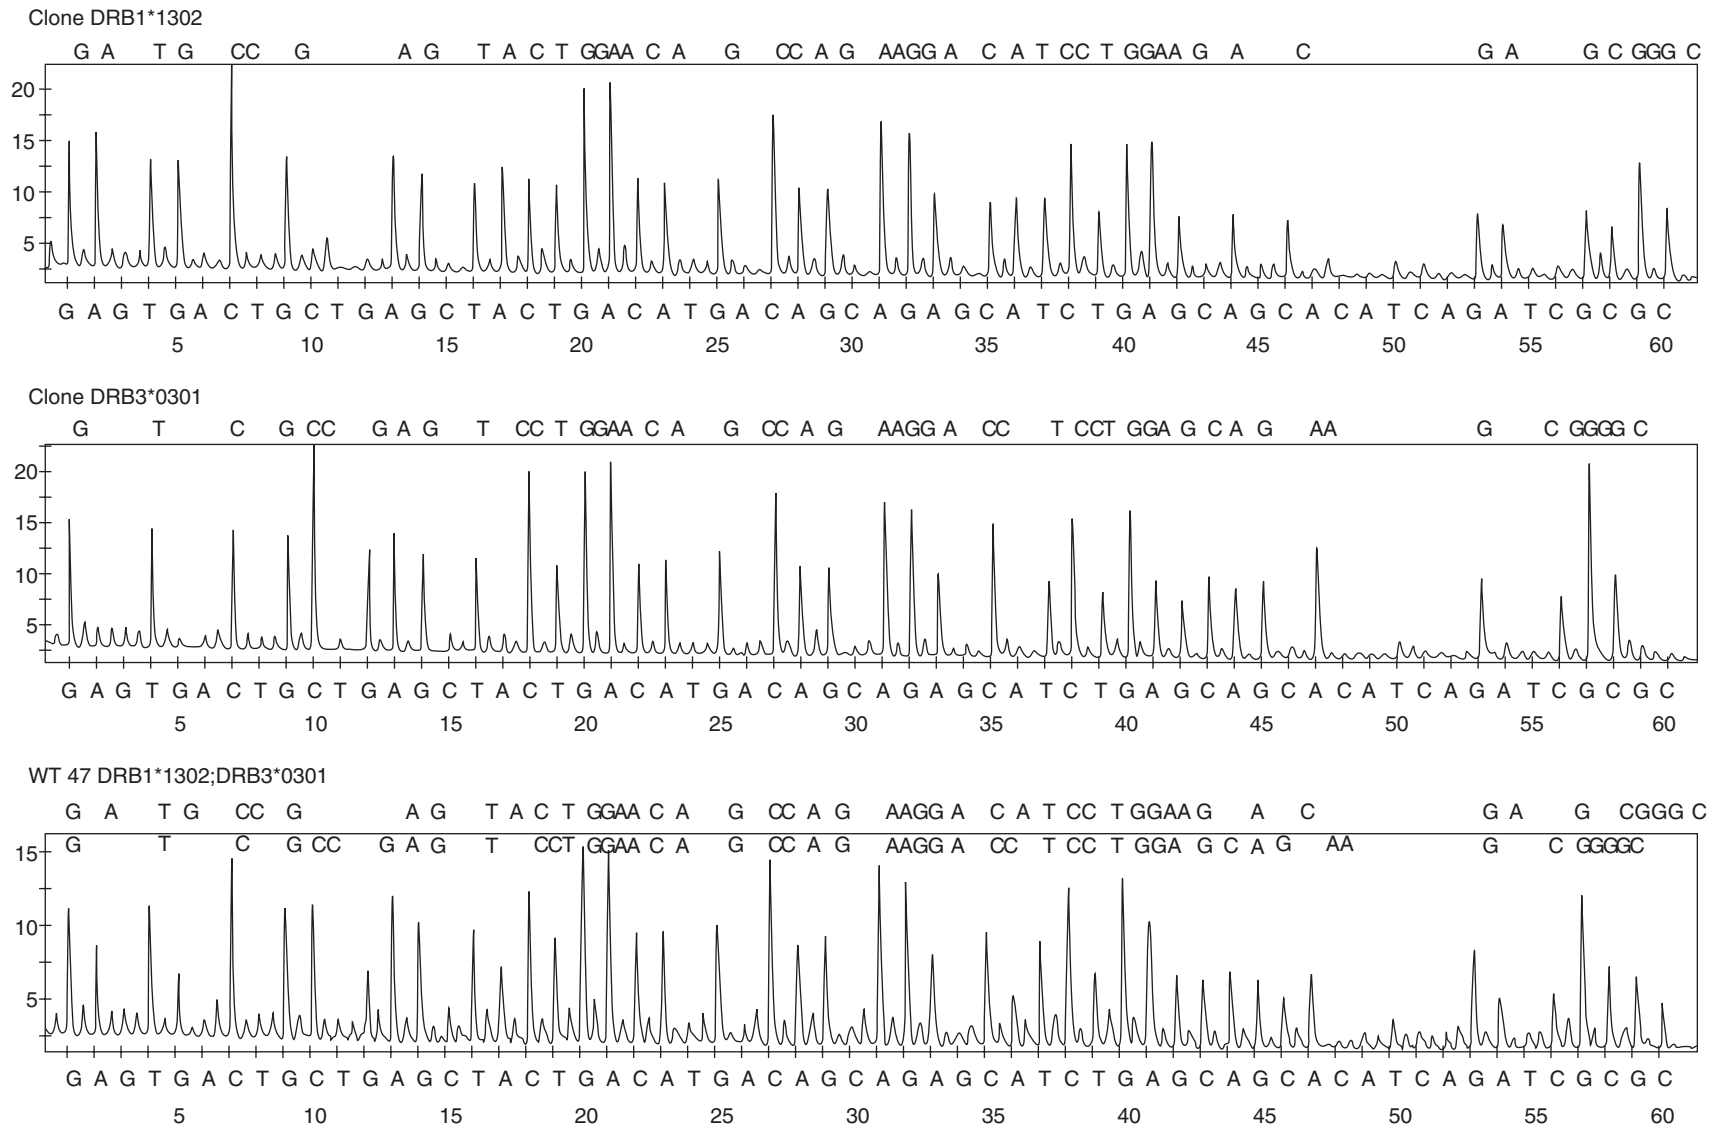 Clone DRB1*1302
G A T G CC G A G T A C T GGAA C A G CC A G AAGG A C A T CC T GGAA G A C G A G C GGG C
20
15
10
5
G A G T G A C T G C T G A G C T A C T G A C A T G A C A G C A G A G C A T C T G A G C A G C A C A T C A G A T C G C G C
5 10 15 20 25 30 35 40 45 50 55 60
Clone DRB3*0301
G T C G CC G A G T CC T GGAA C A G CC A G AAGG A CC T CCT GGA G C A G AA G C GGGG C
20
15
10
5
G A G T G A C T G C T G A G C T A C T G A C A T G A C A G C A G A G C A T C T G A G C A G C A C A T C A G A T C G C G C
5 10 15 20 25 30 35 40 45 50 55 60
WT 47 DRB1*1302;DRB3*0301
G A T G CC G A G T A C T GGAA C A G CC A G AAGG A C A T CC T GGAA G A C G A G C GGG C
G T C G CC G A G T CCT GGAA C A G CC A G AAGG A CC T CC T GGA G C A G AA G C GGGGC
15
10
5
G A G T G A C T G C T G A G C T A C T G A C A T G A C A G C A G A G C A T C T G A G C A G C A C A T C A G A T C G C G C
5 10 15 20 25 30 35 40 45 50 55 60